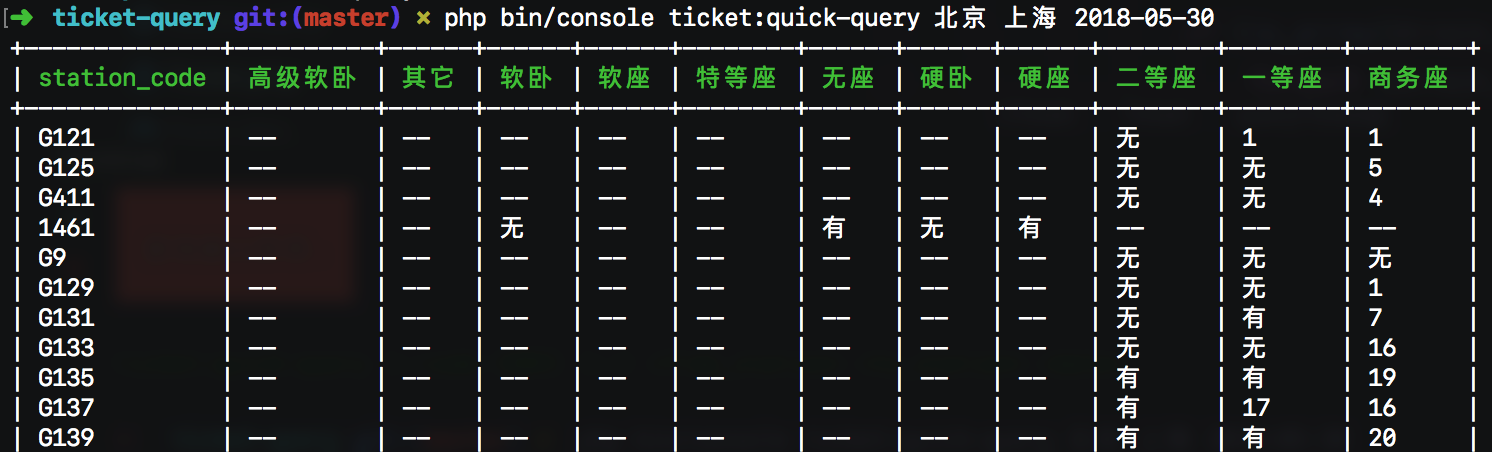 [➜ ticket-query git:(master) × php bin/console ticket:quick-query 北京 上海 2018-05-30
| station_code | 高级软卧 | 其它 | 软卧 | 软座 | 特等座 | 无座 | 硬卧 | 硬座 | 二等座 | 一等座 | 商务座 |
| G121 | -- | -- | -- | -- | -- | -- | -- | -- | 无 | 1 | 1 |
| G125 | -- | -- | -- | -- | -- | -- | -- | -- | 无 | 无 | 5 |
| G411 | -- | -- | -- | -- | -- | -- | -- | -- | 无 | 无 | 4 |
| 1461 | -- | -- | 无 | -- | -- | 有 | 无 | 有 | -- | -- | -- |
| G9 | -- | -- | -- | -- | -- | -- | -- | -- | 无 | 无 | 无 |
| G129 | -- | -- | -- | -- | -- | -- | -- | -- | 无 | 无 | 1 |
| G131 | -- | -- | -- | -- | -- | -- | -- | -- | 无 | 有 | 7 |
| G133 | -- | -- | -- | -- | -- | -- | -- | -- | 无 | 无 | 16 |
| G135 | -- | -- | -- | -- | -- | -- | -- | -- | 有 | 有 | 19 |
| G137 | -- | -- | -- | -- | -- | -- | -- | -- | 有 | 17 | 16 |
| G139 | -- | -- | -- | -- | -- | -- | -- | -- | 有 | 有 | 20 |